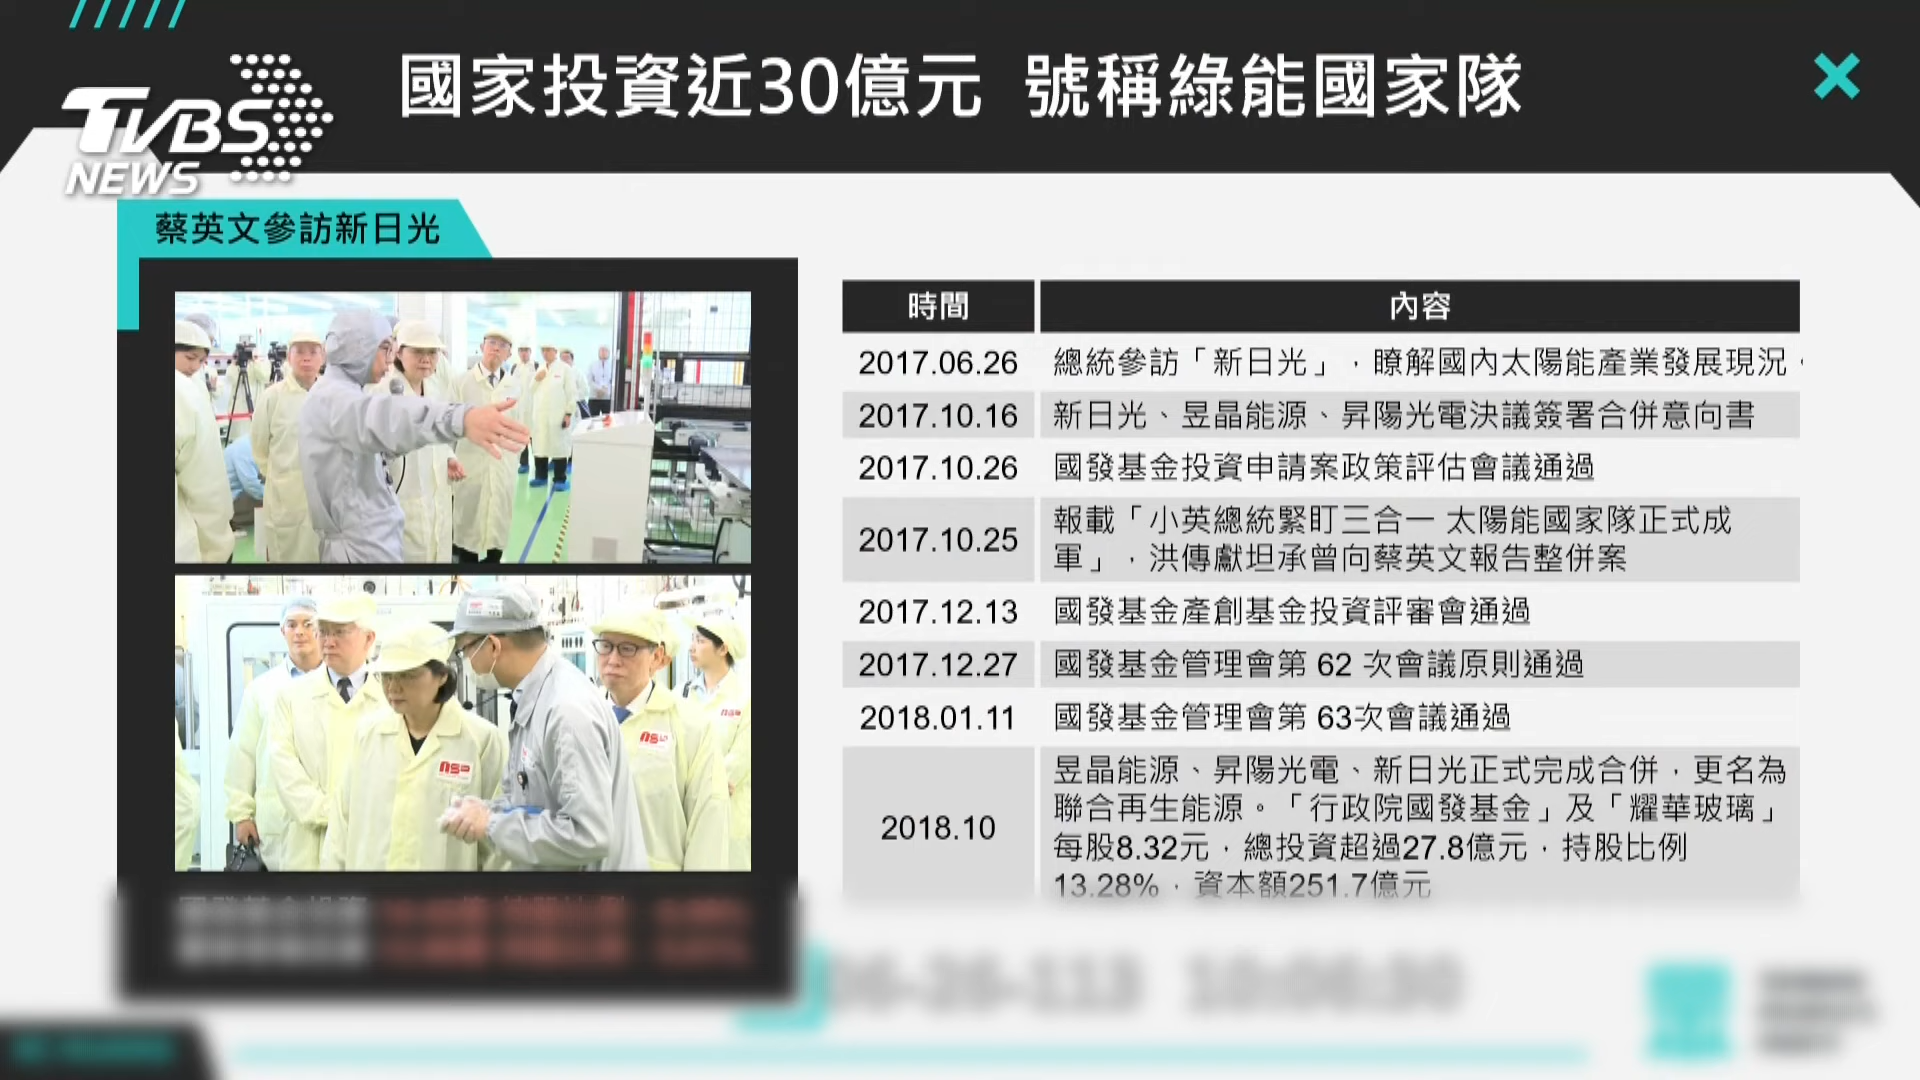 國家投資近30億元 號稱綠能國家隊
TVBS
NEWS
蔡英文參訪新日光
時間 內容
2017.06.26 總統參訪「新日光」，瞭解國內太陽能產業發展現況。
2017.10.16 新日光、昱晶能源、昇陽光電決議簽署合併意向書
2017.10.26 國發基金投資申請案政策評估會議通過
2017.10.25 報載「小英總統緊盯三合一 太陽能國家隊正式成
軍」，洪傳獻坦承曾向蔡英文報告整併案
2017.12.13 國發基金產創基金投資評審會通過
2017.12.27 國發基金管理會第 62 次會議原則通過
2018.01.11 國發基金管理會第 63次會議通過
2018.10 昱晶能源、昇陽光電、新日光正式完成合併，更名為
聯合再生能源。「行政院國發基金」及「耀華玻璃」
每股8.32元，總投資超過27.8億元，持股比例
13.28%，資本額251.7億元
NSP
NSP